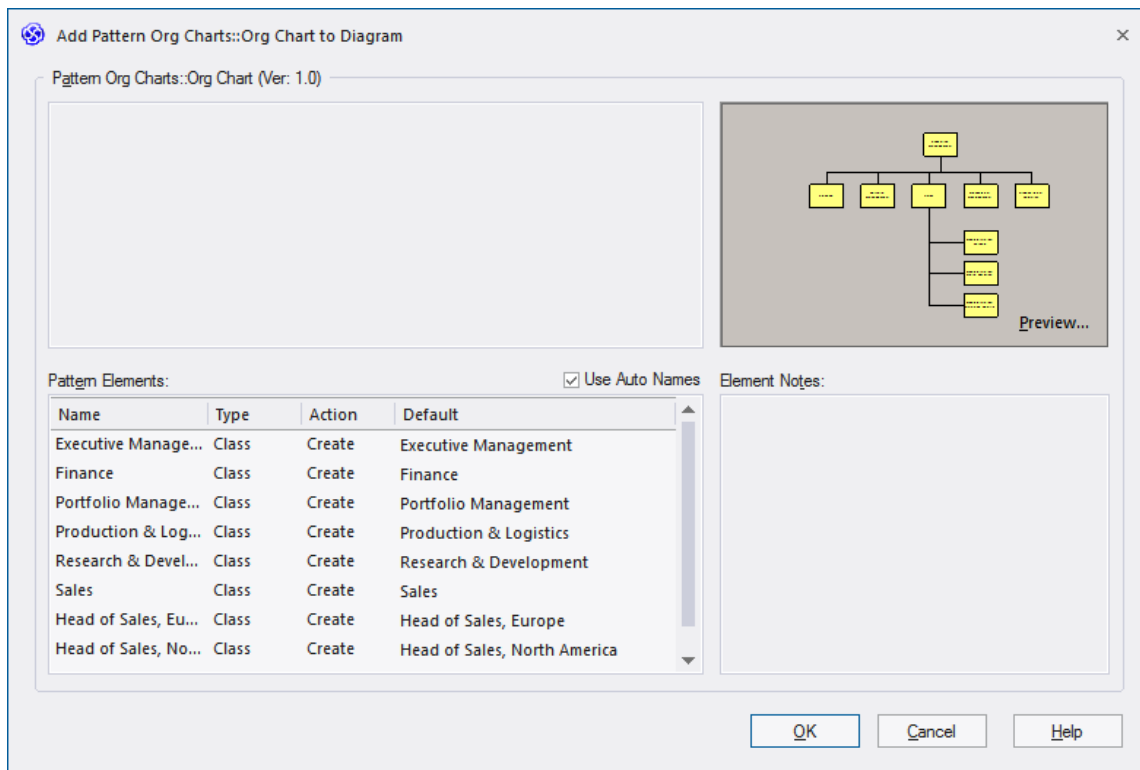 Add Pattern Org Charts::Org Chart to Diagram
Pattern Org Charts::Org Chart (Ver: 1.0)
Preview...
Pattern Elements:
Use Auto Names
Element Notes:
Name Type Action Default
Executive Manage... Class Create Executive Management
Finance Class Create Finance
Portfolio Manage... Class Create Portfolio Management
Production & Log... Class Create Production & Logistics
Research & Devel... Class Create Research & Development
Sales Class Create Sales
Head of Sales, Eu... Class Create Head of Sales, Europe
Head of Sales, No... Class Create Head of Sales, North America
OK
Cancel
Help